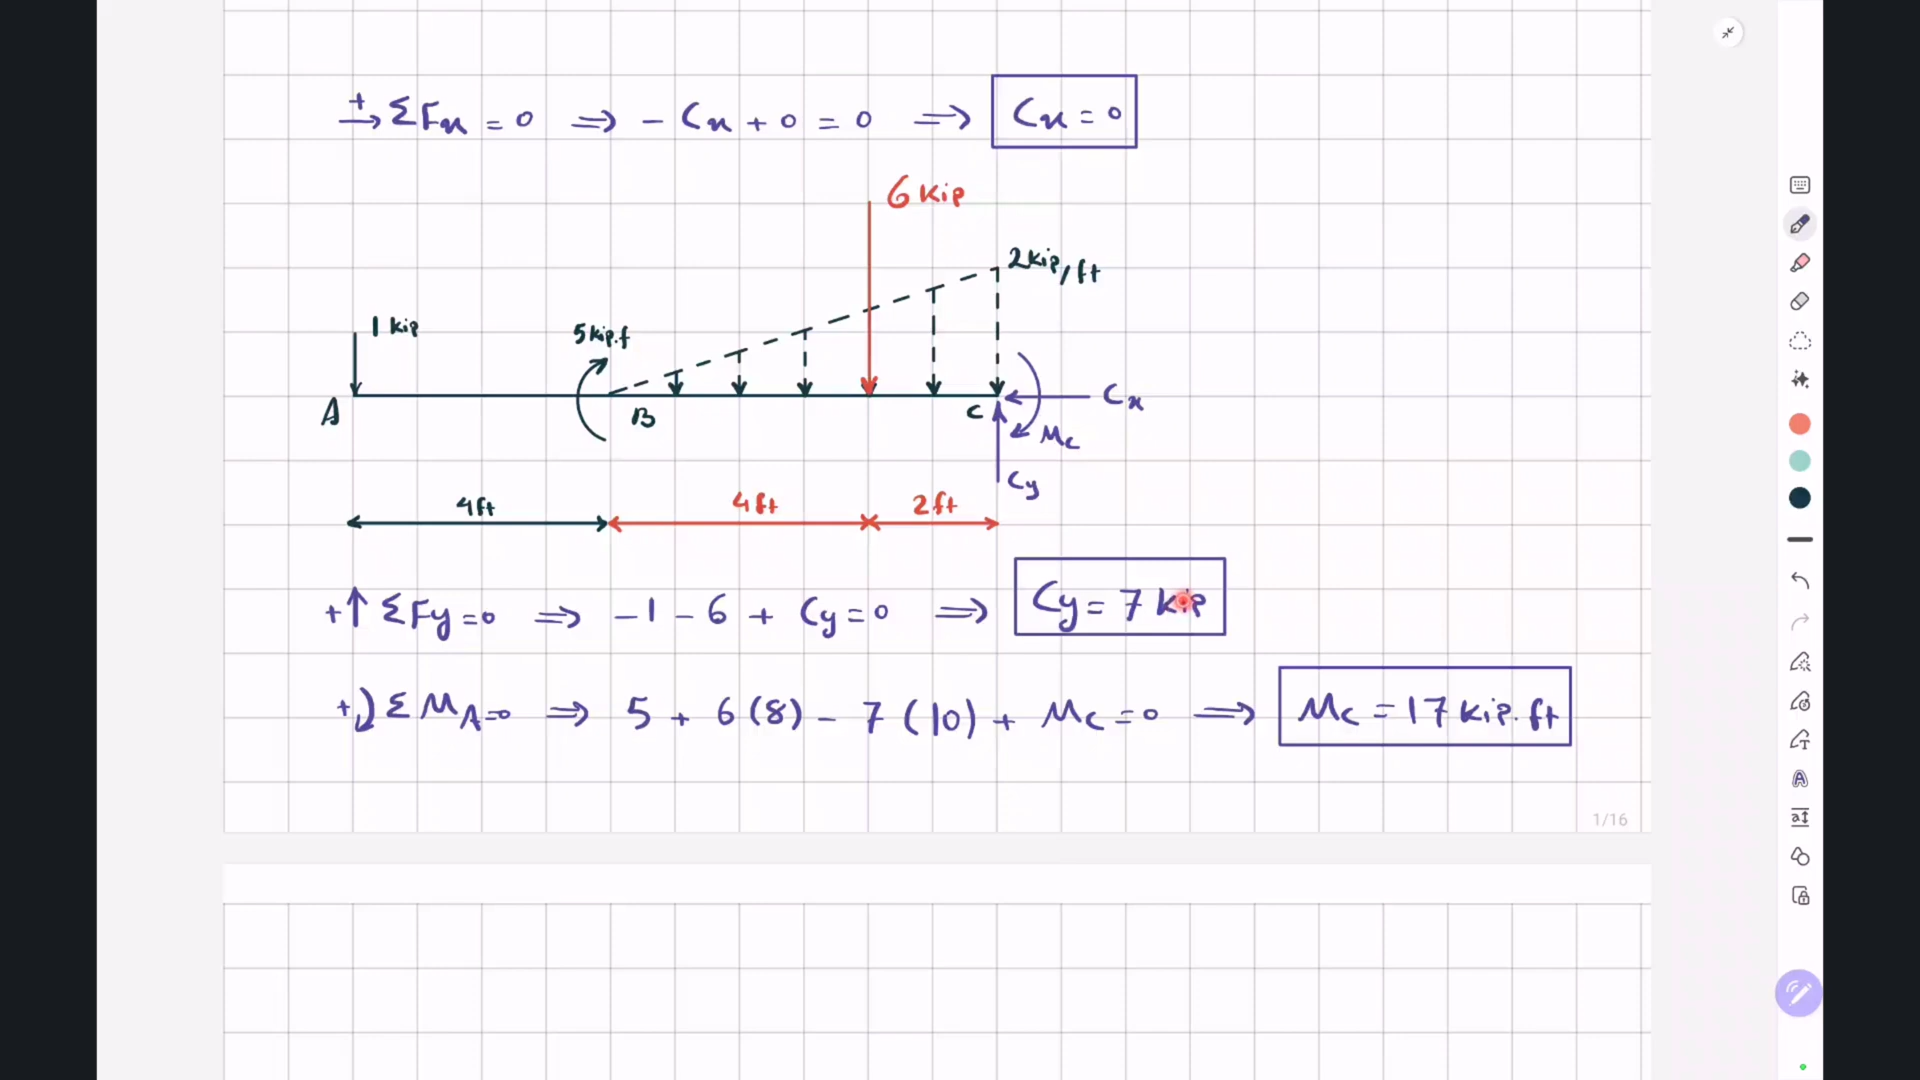 +→ ΣFx = 0 ⇒ - Cx + 0 = 0 ⇒ Cx = 0
6 kip
2 kip/ft
1 kip
5 kip.f
A
B
C
Cx
Mc
Cy
4 ft
4 ft
2 ft
+↑ ΣFy = 0 ⇒ -1 - 6 + Cy = 0 ⇒ Cy = 7 kip
+↓ ΣMA = 0 ⇒ 5 + 6(8) - 7(10) + Mc = 0 ⇒ Mc = 17 kip.ft
1/16